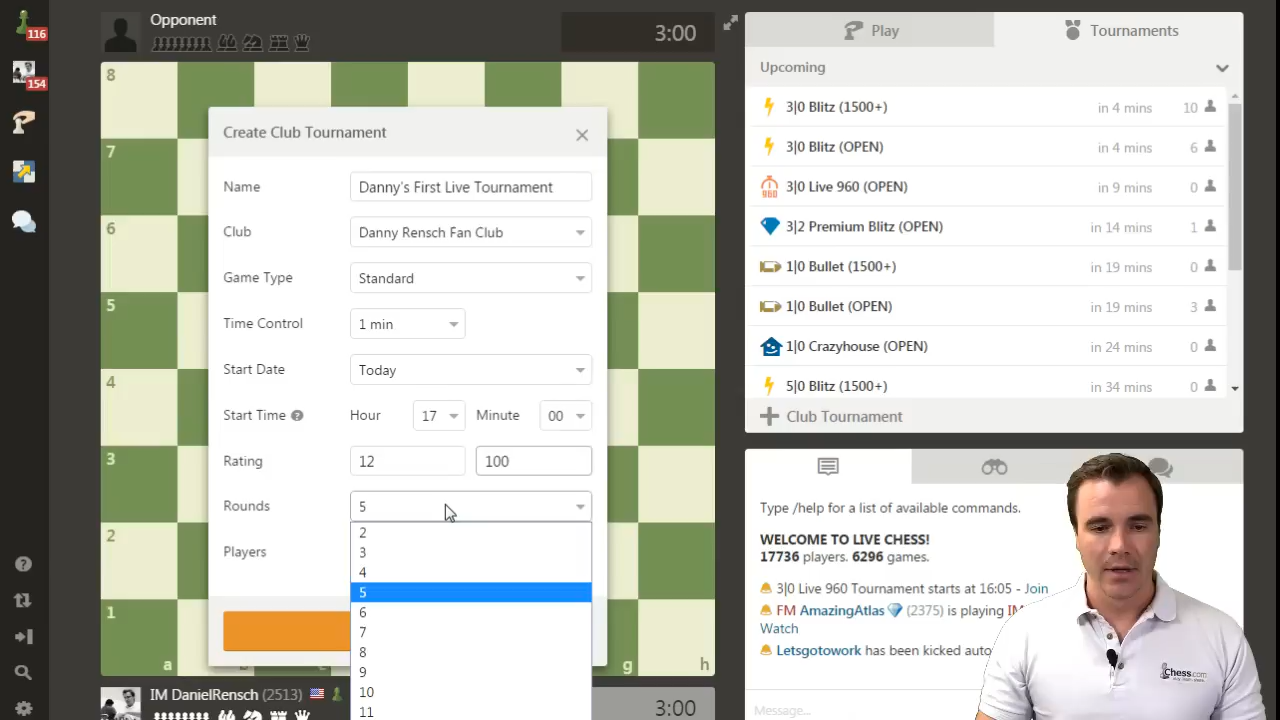 116
154
Opponent
3:00
8
7
6
5
4
3
2
1
a
g
h
Create Club Tournament
Name
Danny's First Live Tournament
Club
Danny Rensch Fan Club
Game Type
Standard
Time Control
1 min
Start Date
Today
Start Time
Hour
17
Minute
00
Rating
12
100
Rounds
5
2
3
4
5
6
7
8
9
10
11
Players
IM DanielRensch (2513)
3:00
Play
Tournaments
Upcoming
3|0 Blitz (1500+) in 4 mins 10
3|0 Blitz (OPEN) in 4 mins 6
960 3|0 Live 960 (OPEN) in 9 mins 0
3|2 Premium Blitz (OPEN) in 14 mins 1
1|0 Bullet (1500+) in 19 mins 0
1|0 Bullet (OPEN) in 19 mins 3
1|0 Crazyhouse (OPEN) in 24 mins 0
5|0 Blitz (1500+) in 34 mins 0
Club Tournament
Type /help for a list of available commands.
WELCOME TO LIVE CHESS!
17736 players. 6296 games.
3|0 Live 960 Tournament starts at 16:05 - Join
FM AmazingAtlas (2375) is playing IM
Watch
Letsgotowork has been kicked auto
Message...
Chess.com